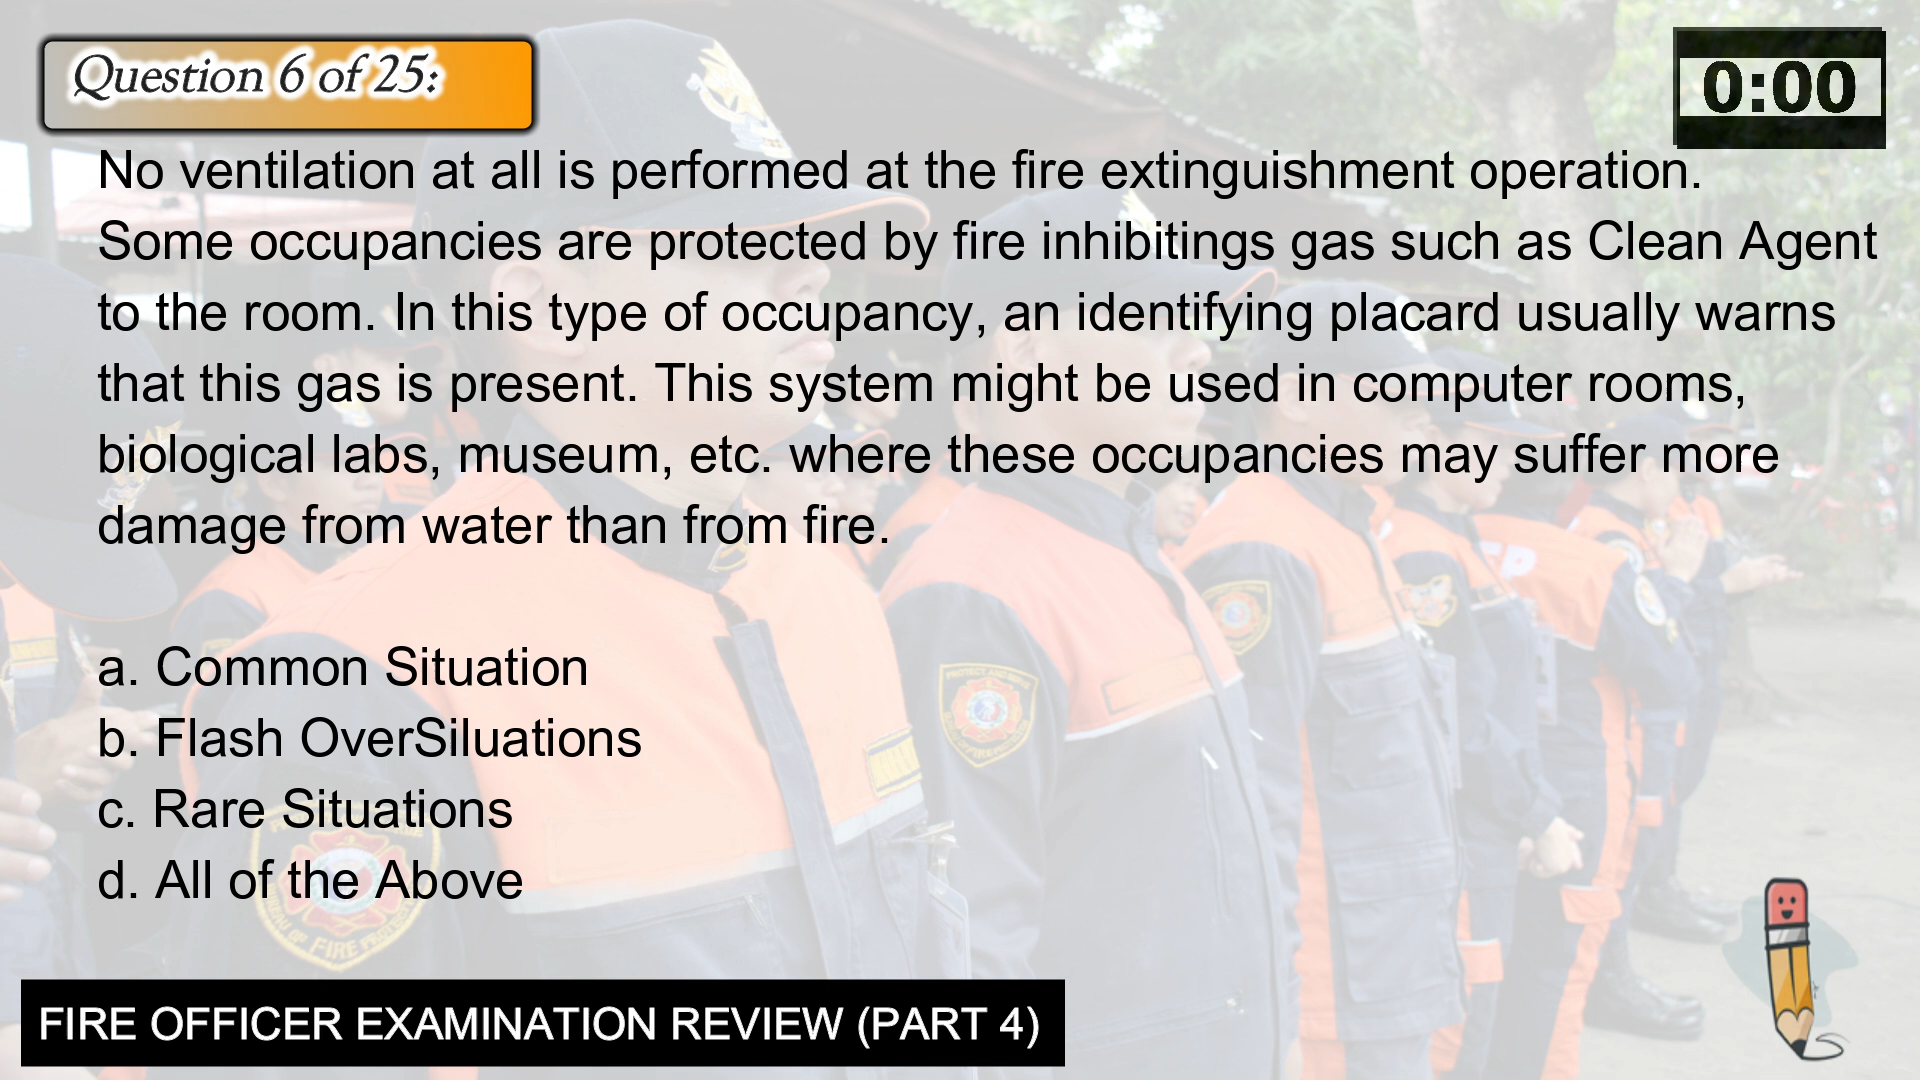 Question 6 of 25:
0:00
No ventilation at all is performed at the fire extinguishment operation.
Some occupancies are protected by fire inhibitings gas such as Clean Agent
to the room. In this type of occupancy, an identifying placard usually warns
that this gas is present. This system might be used in computer rooms,
biological labs, museum, etc. where these occupancies may suffer more
damage from water than from fire.
a. Common Situation
b. Flash OverSiluations
c. Rare Situations
d. All of the Above
FIRE OFFICER EXAMINATION REVIEW (PART 4)